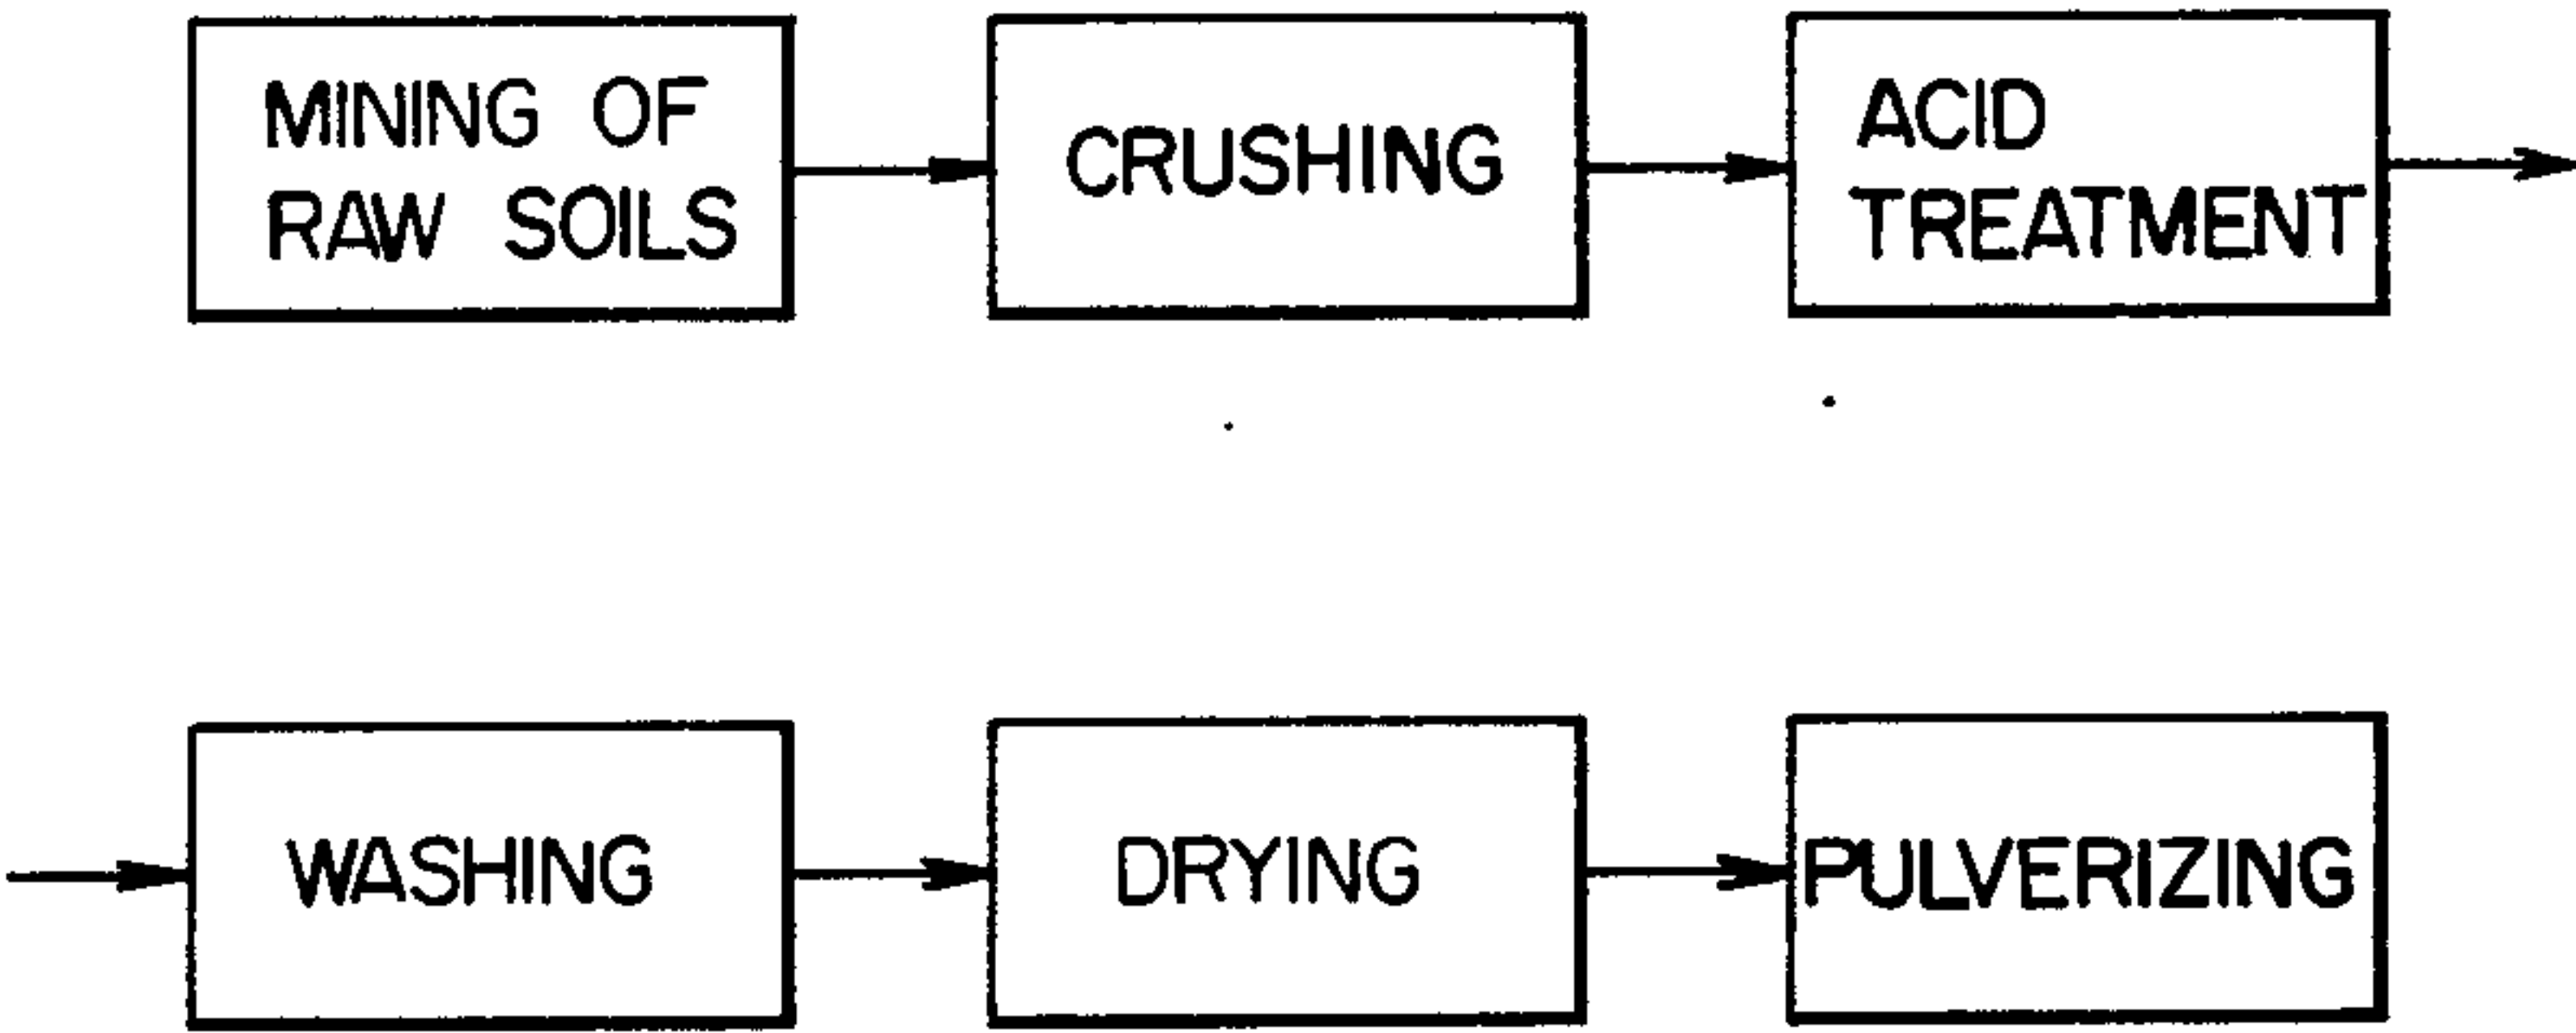 MINING OF
RAW SOILS
CRUSHING
ACID
TREATMENT
WASHING
DRYING
PULVERIZING